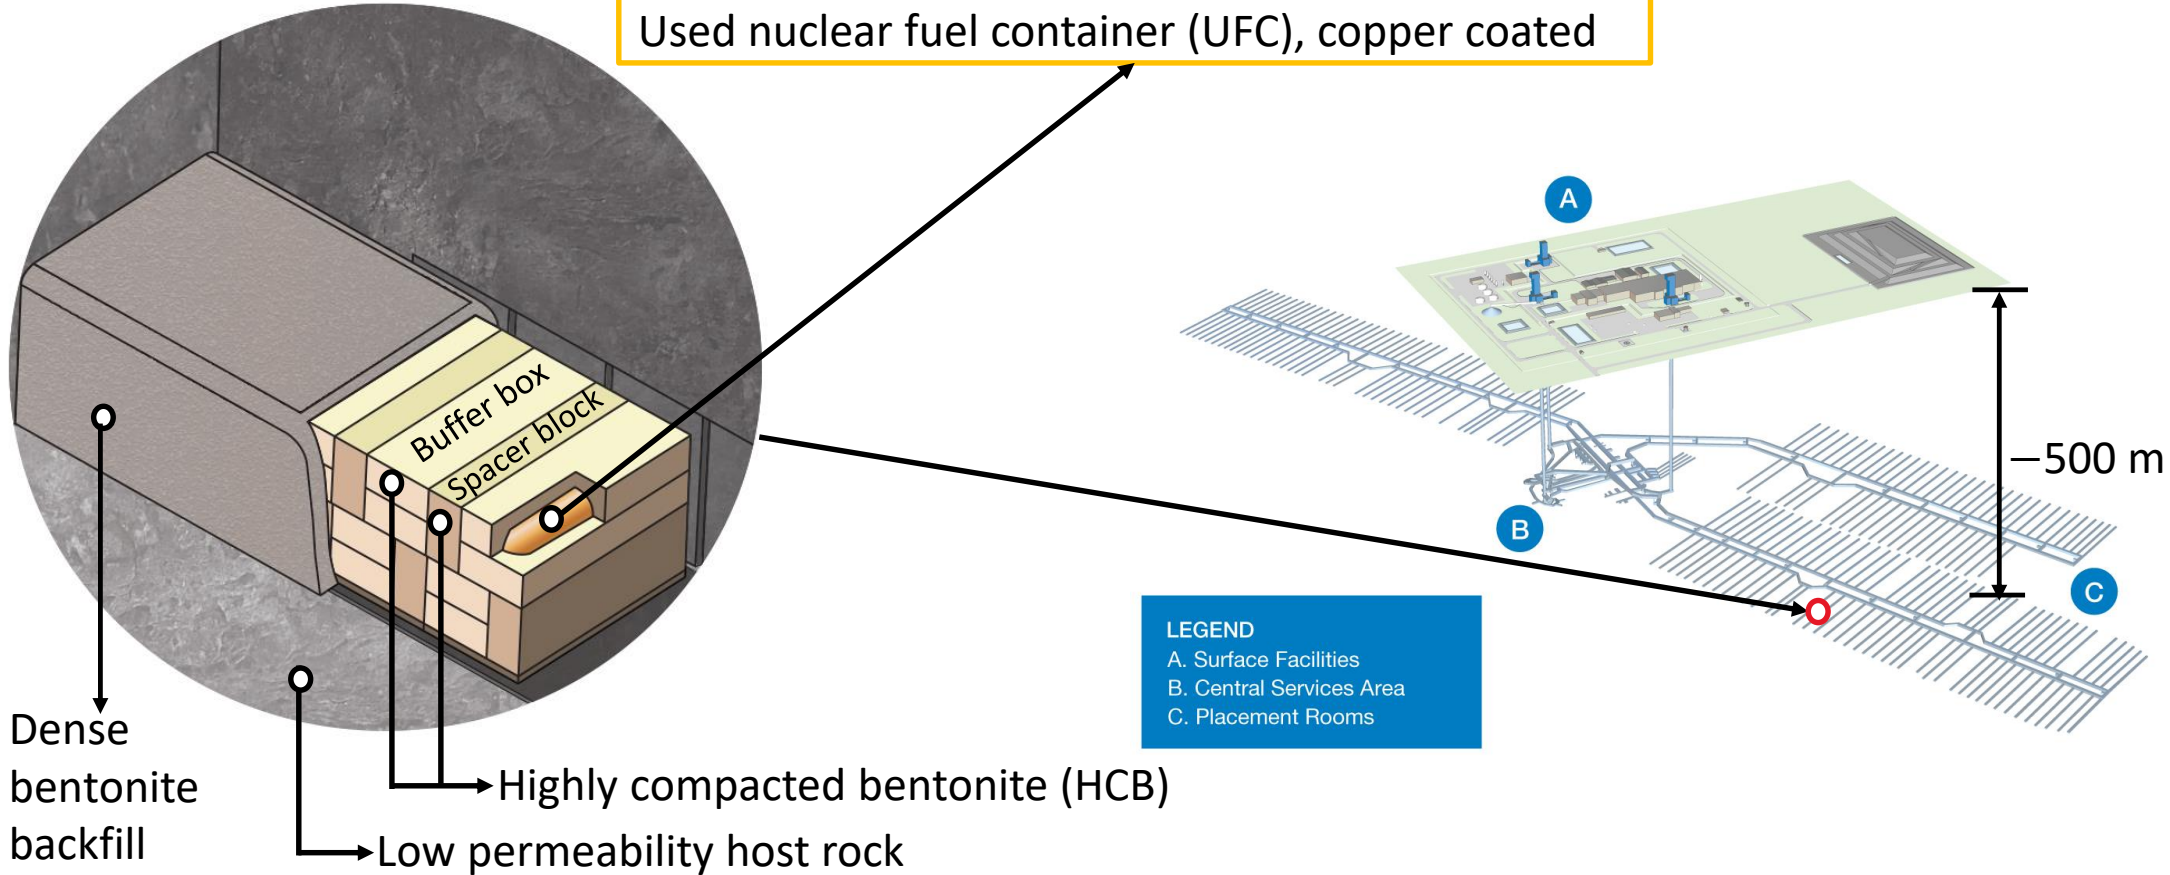 Used nuclear fuel container (UFC), copper coated
A
Buffer box
Spacer block
—500 m
B
C
LEGEND
A. Surface Facilities
B. Central Services Area
C. Placement Rooms
Dense
bentonite
backfill
Highly compacted bentonite (HCB)
Low permeability host rock